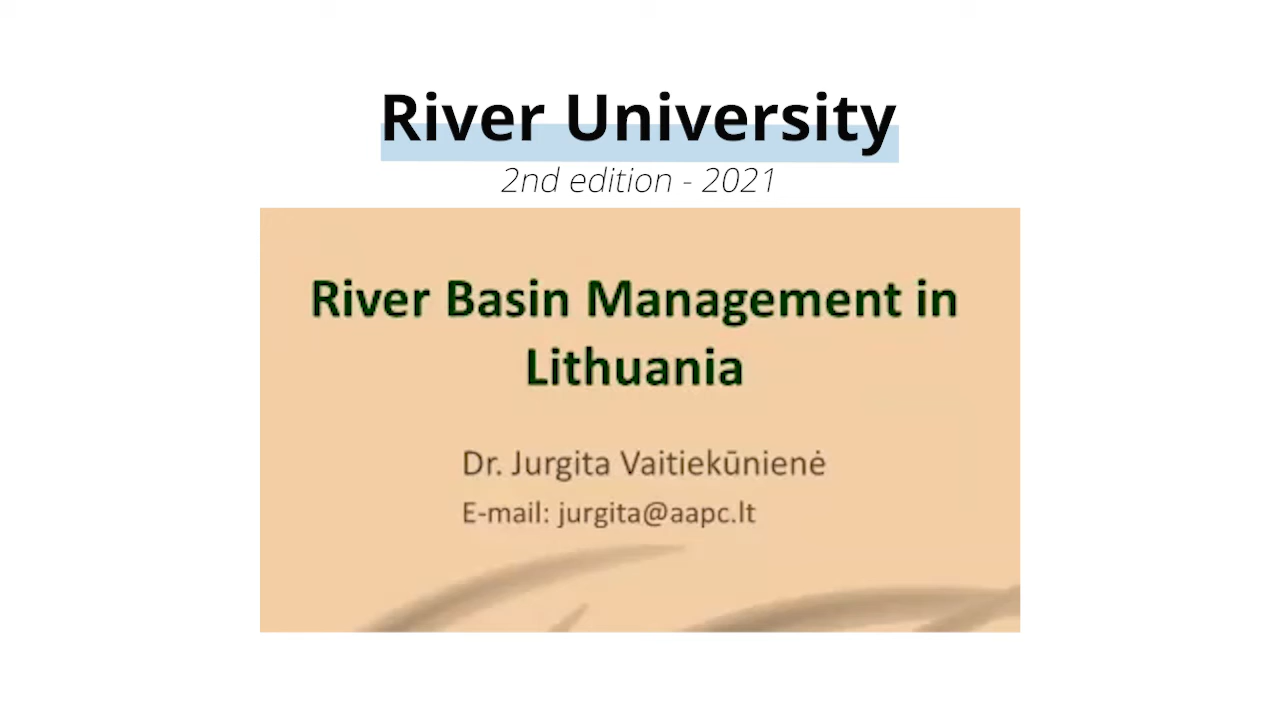 River University
2nd edition - 2021
River Basin Management in
Lithuania
Dr. Jurgita Vaitiekūnienė
E-mail: jurgita@aapc.lt